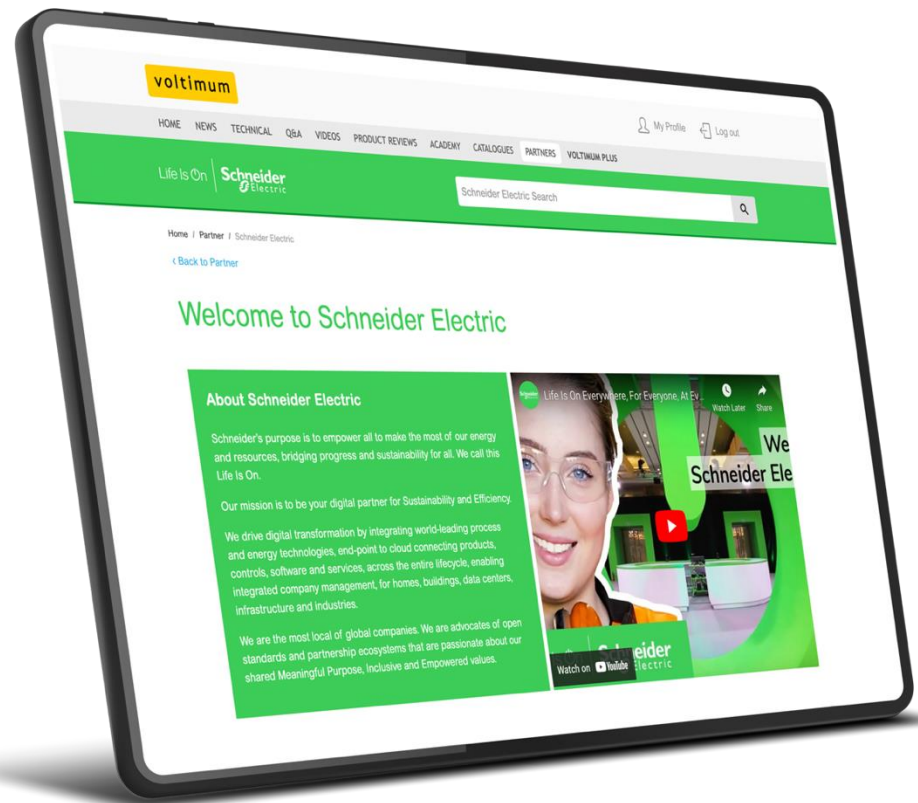 voltimum
My Profile
Log out
HOME NEWS TECHNICAL Q&A VIDEOS PRODUCT REVIEWS ACADEMY CATALOGUES PARTNERS VOLTIMUM PLUS
Life Is On Schneider Electric
Schneider Electric Search
Home / Partner / Schneider Electric
‹ Back to Partner
Welcome to Schneider Electric
About Schneider Electric
Schneider's purpose is to empower all to make the most of our energy
and resources, bridging progress and sustainability for all. We call this
Life Is On.
Our mission is to be your digital partner for Sustainability and Efficiency.
We drive digital transformation by integrating world-leading process
and energy technologies, end-point to cloud connecting products,
controls, software and services, across the entire lifecycle, enabling
integrated company management, for homes, buildings, data centers,
infrastructure and industries.
We are the most local of global companies. We are advocates of open
standards and partnership ecosystems that are passionate about our
shared Meaningful Purpose, Inclusive and Empowered values.
Life Is On Everywhere, For Everyone, At Ev...
Watch Later
Share
We
Schneider Ele
Schneider
Electric
Watch on YouTube